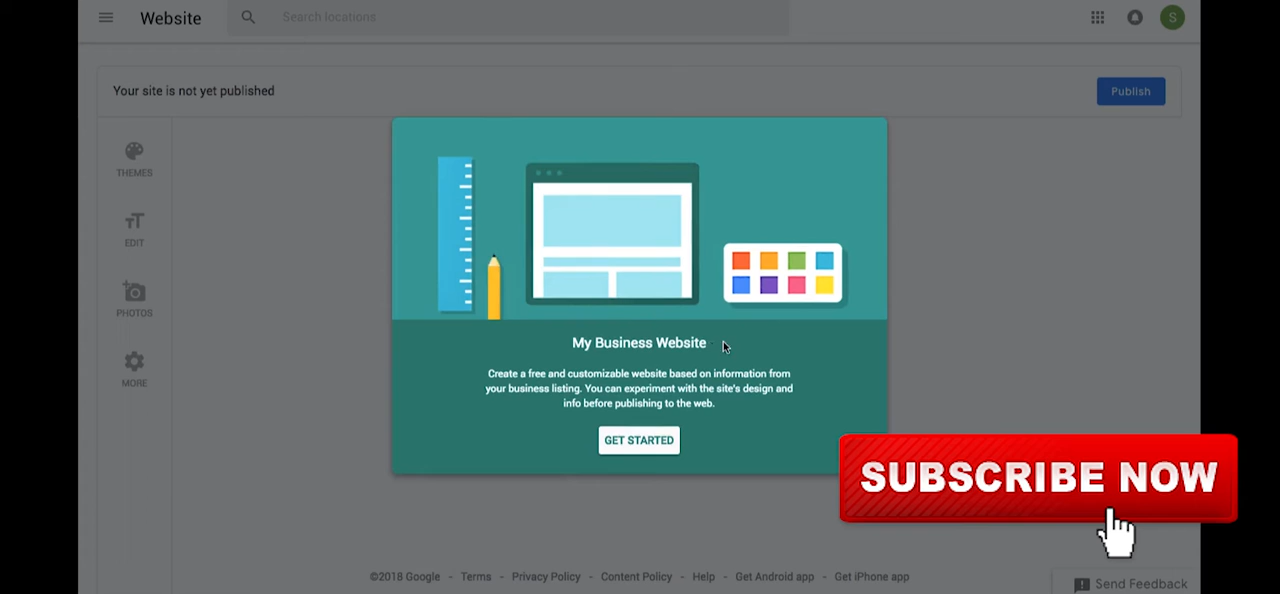 Website
Search locations
S
Your site is not yet published
Publish
THEMES
EDIT
PHOTOS
MORE
My Business Website
Create a free and customizable website based on information from
your business listing. You can experiment with the site's design and
info before publishing to the web.
GET STARTED
SUBSCRIBE NOW
©2018 Google - Terms - Privacy Policy - Content Policy - Help - Get Android app - Get iPhone app
Send Feedback